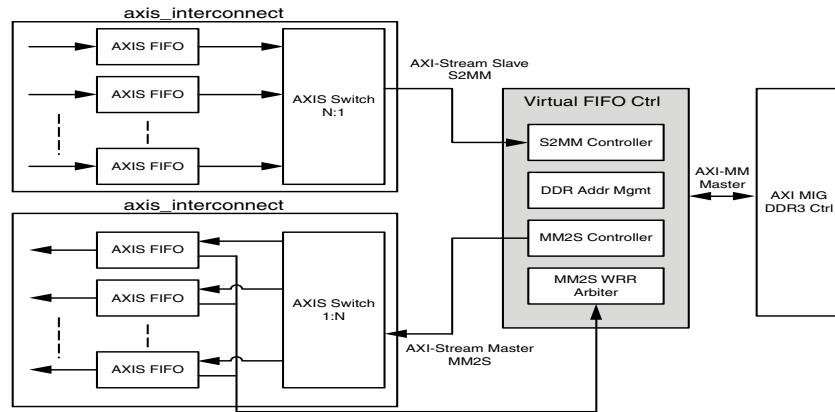 axis_interconnect
AXIS FIFO
AXIS FIFO
AXIS FIFO
AXIS Switch
N:1
AXI-Stream Slave
S2MM
Virtual FIFO Ctrl
S2MM Controller
DDR Addr Mgmt
MM2S Controller
MM2S WRR
Arbiter
AXI-MM
Master
AXI MIG
DDR3 Ctrl
axis_interconnect
AXIS FIFO
AXIS FIFO
AXIS FIFO
AXIS Switch
1:N
AXI-Stream Master
MM2S